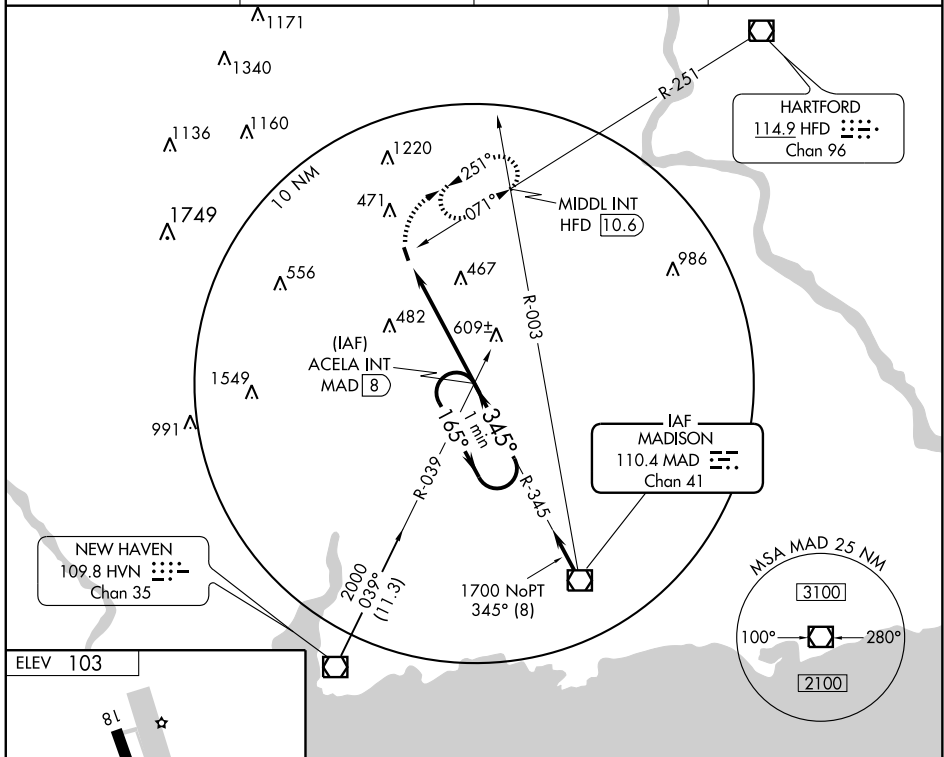 1171
1340
R-251
HARTFORD
114.9 HFD
Chan 96
1136
1160
1220
10 NM
251°
071°
471
MIDDL INT
HFD 10.6
1749
986
556
467
R-003
482
609±
(IAF)
ACELA INT
MAD 8
1549
991
165°
1 min
345°
IAF
MADISON
110.4 MAD
Chan 41
R-039
R-345
NEW HAVEN
109.8 HVN
Chan 35
2000
039°
(11.3)
1700 NoPT
345° (8)
MSA MAD 25 NM
3100
100°
280°
2100
ELEV 103
18